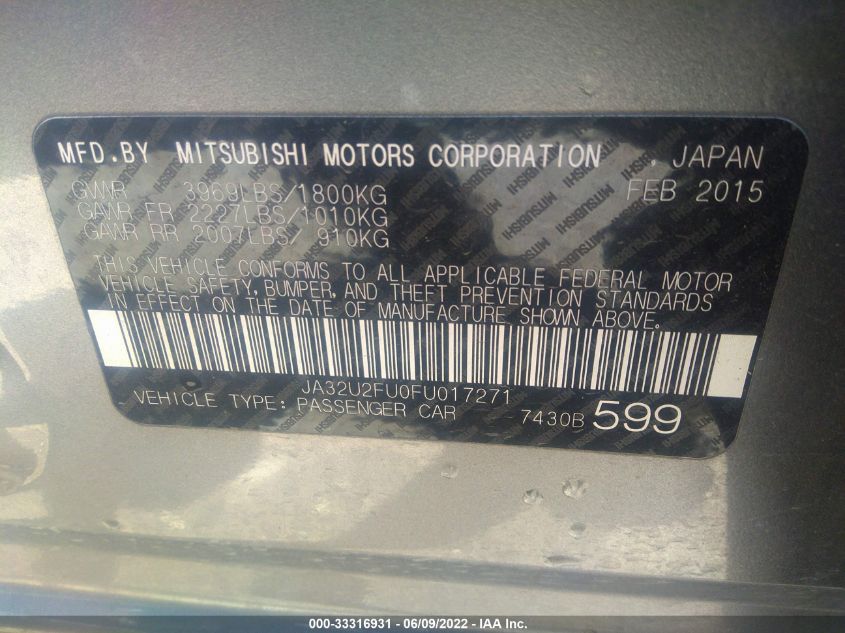 MFD.BY MITSUBISHI MOTORS CORPORATION , JAPAN
GVWR 3969LBS/1800KG FEB 2015
GAWR FR 2227LBS/1010KG
GAWR RR 2007LBS/ 910KG
THIS VEHICLE CONFORMS TO ALL APPLICABLE FEDERAL MOTOR
VEHICLE SAFETY, BUMPER, AND THEFT PREVENTION STANDARDS
IN EFFECT ON THE DATE OF MANUFACTURE SHOWN ABOVE.
JA32U2FU0FU017271
VEHICLE TYPE: PASSENGER CAR 7430B 599
000-33316931 - 06/09/2022 - IAA Inc.